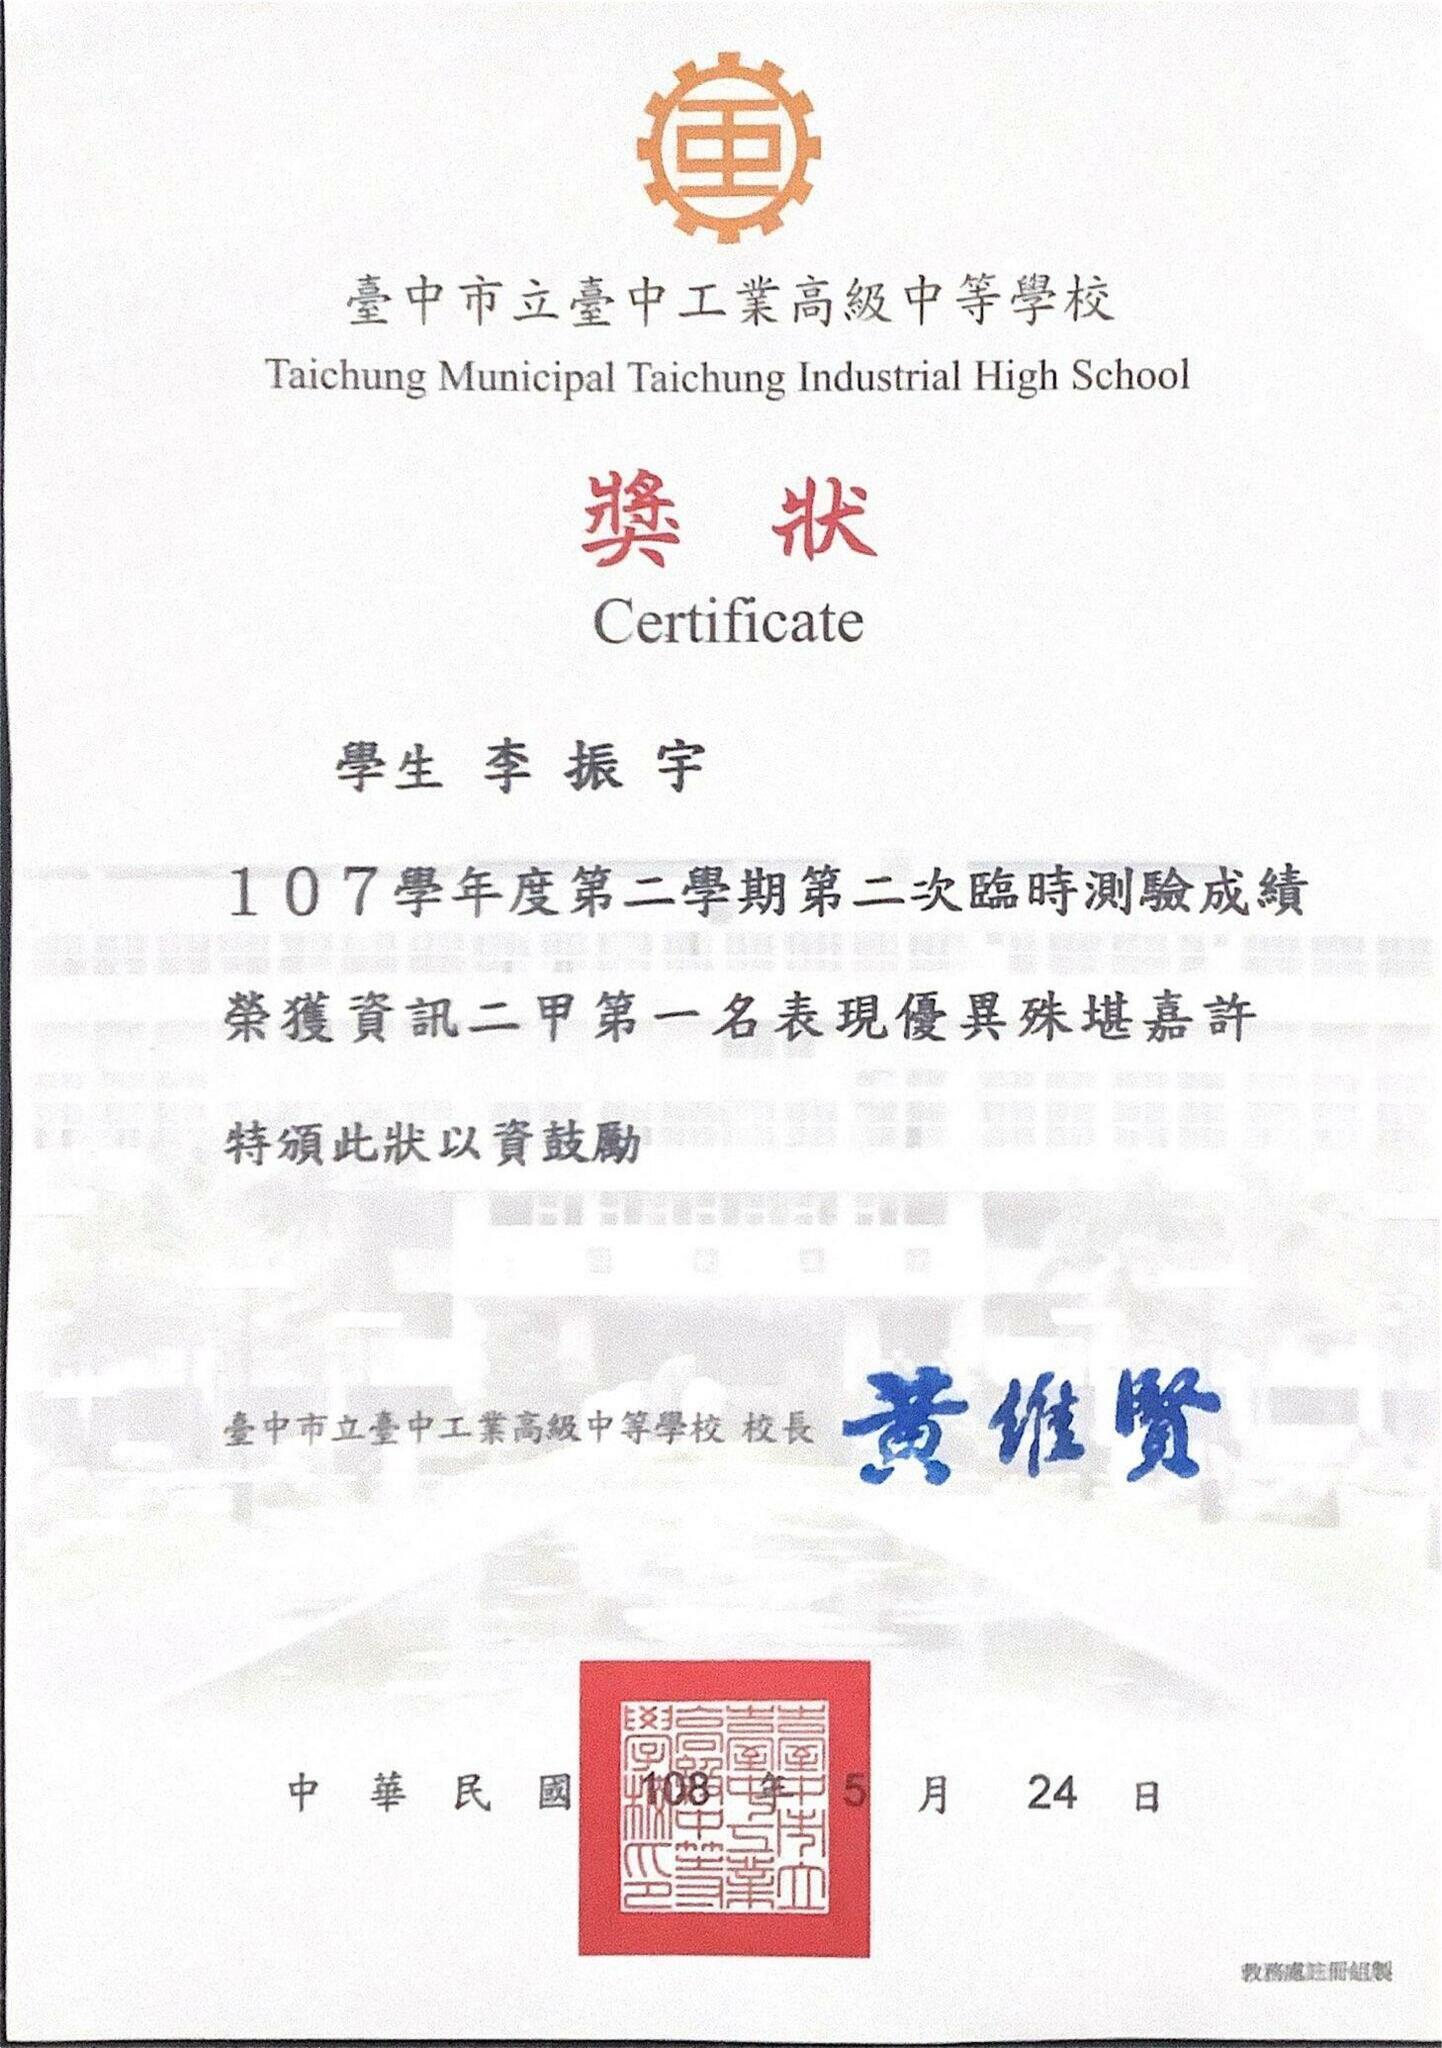 臺中市立臺中工業高級中等學校
Taichung Municipal Taichung Industrial High School
獎狀
Certificate
學生 李振宇
107學年度第二學期第二次臨時測驗成績
榮獲資訊二甲第一名表現優異殊堪嘉許
特頒此狀以資鼓勵
臺中市立臺中工業高級中等學校 校長 黃維賢
臺中市立臺中工業高級中等學校印
中華民國 108 年 5 月 24 日
教務處註冊組製